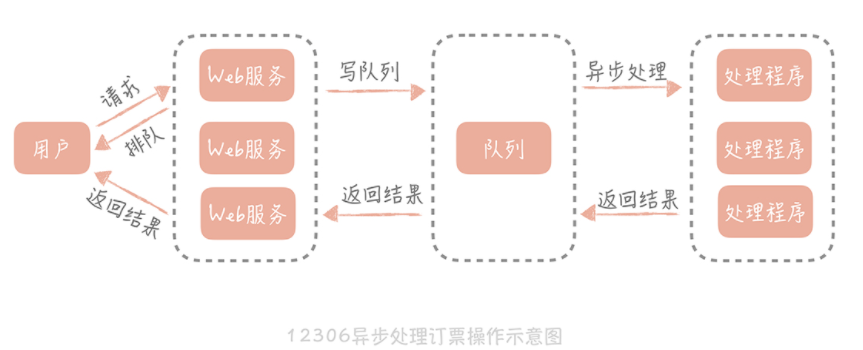 用户
请求
排队
返回结果
Web服务
Web服务
Web服务
写队列
返回结果
队列
异步处理
返回结果
处理程序
处理程序
处理程序
12306异步处理订票操作示意图